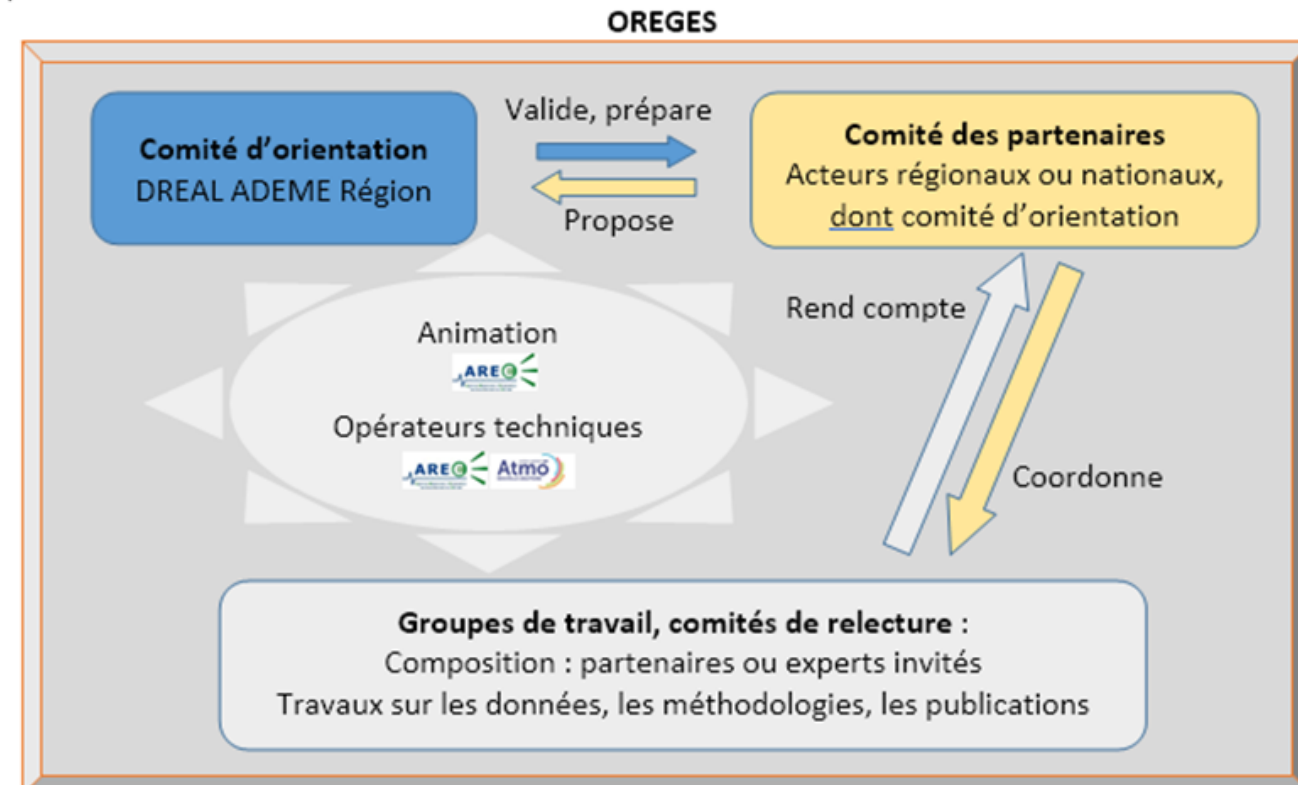 OREGES
Comité d'orientation
DREAL ADEME Région
Valide, prépare
Propose
Comité des partenaires
Acteurs régionaux ou nationaux,
dont comité d'orientation
Rend compte
Coordonne
Animation
AREC
Opérateurs techniques
AREC Atmo
Groupes de travail, comités de relecture :
Composition : partenaires ou experts invités
Travaux sur les données, les méthodologies, les publications